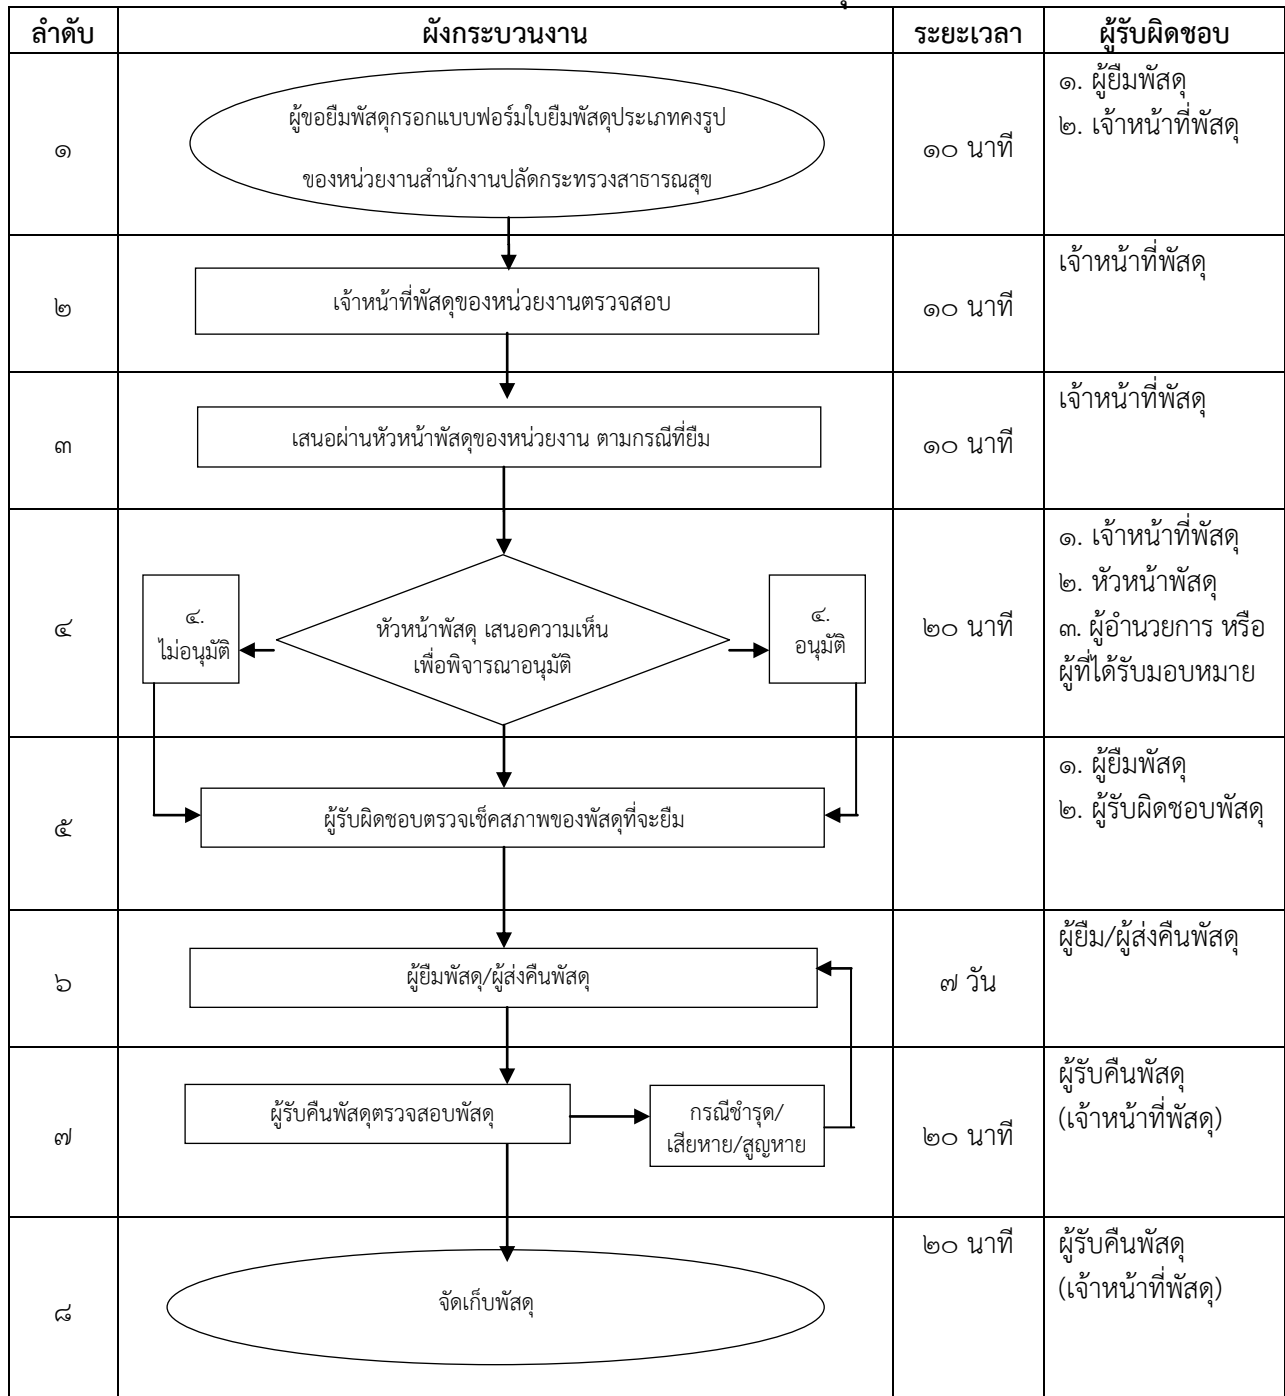 ลำดับ ผังกระบวนงาน ระยะเวลา ผู้รับผิดชอบ
๑
ผู้ขอยืมพัสดุกรอกแบบฟอร์มใบยืมพัสดุประเภทคงรูป
ของหน่วยงานสำนักงานปลัดกระทรวงสาธารณสุข
๑๐ นาที
๑. ผู้ยืมพัสดุ
๒. เจ้าหน้าที่พัสดุ
๒
เจ้าหน้าที่พัสดุของหน่วยงานตรวจสอบ
๑๐ นาที
เจ้าหน้าที่พัสดุ
๓
เสนอผ่านหัวหน้าพัสดุของหน่วยงาน ตามกรณีที่ยืม
๑๐ นาที
เจ้าหน้าที่พัสดุ
๔
๔.
ไม่อนุมัติ
หัวหน้าพัสดุ เสนอความเห็น
เพื่อพิจารณาอนุมัติ
๔.
อนุมัติ
๒๐ นาที
๑. เจ้าหน้าที่พัสดุ
๒. หัวหน้าพัสดุ
๓. ผู้อำนวยการ หรือ
ผู้ที่ได้รับมอบหมาย
๕
ผู้รับผิดชอบตรวจเช็คสภาพของพัสดุที่จะยืม
๑. ผู้ยืมพัสดุ
๒. ผู้รับผิดชอบพัสดุ
๖
ผู้ยืมพัสดุ/ผู้ส่งคืนพัสดุ
๗ วัน
ผู้ยืม/ผู้ส่งคืนพัสดุ
๗
ผู้รับคืนพัสดุตรวจสอบพัสดุ
กรณีชำรุด/
เสียหาย/สูญหาย
๒๐ นาที
ผู้รับคืนพัสดุ
(เจ้าหน้าที่พัสดุ)
๘
จัดเก็บพัสดุ
๒๐ นาที
ผู้รับคืนพัสดุ
(เจ้าหน้าที่พัสดุ)